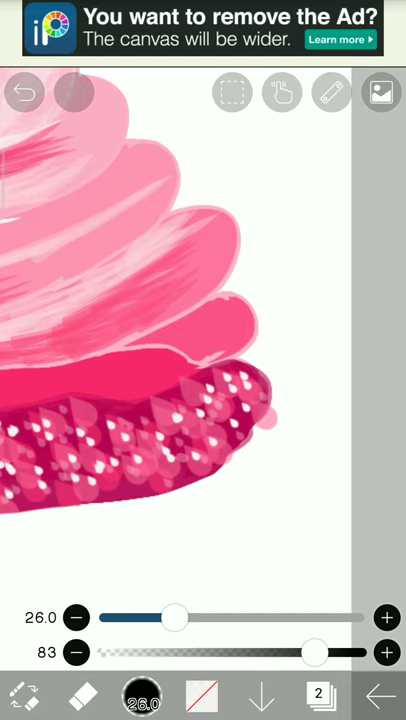 iP
You want to remove the Ad?
The canvas will be wider.
Learn more
26.0
83
26.0
2